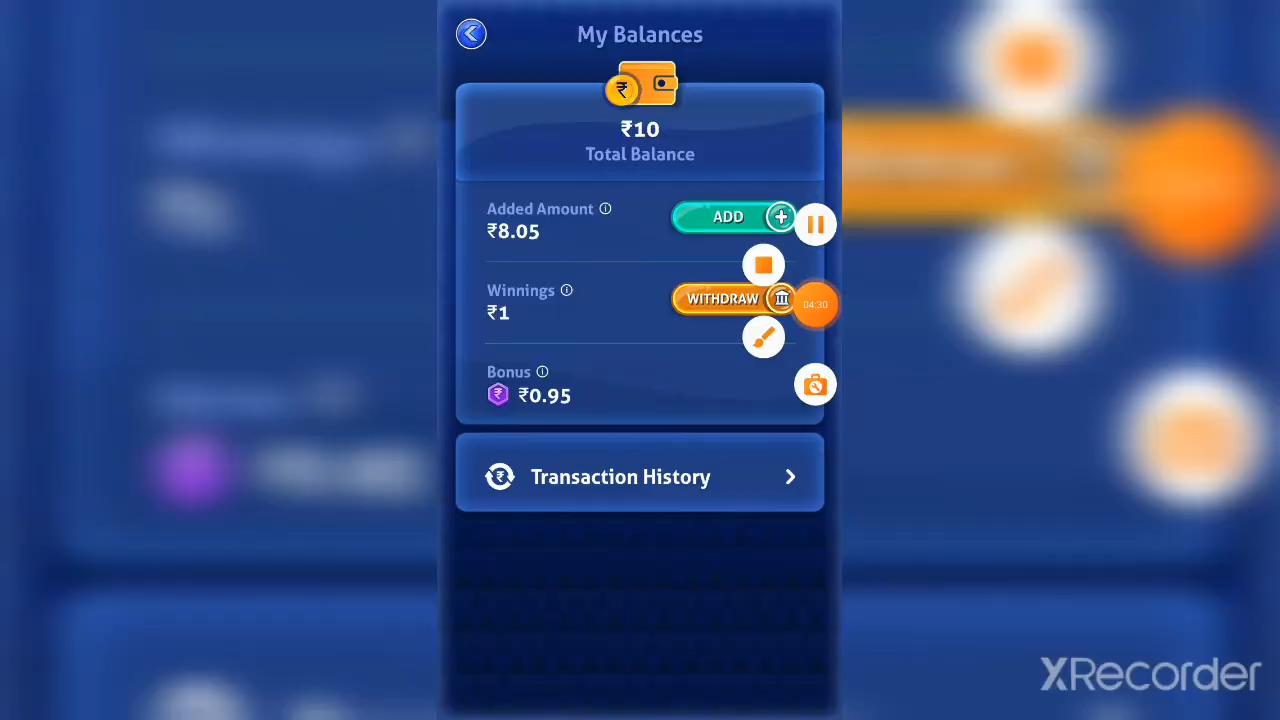 My Balances
₹
₹10
Total Balance
Added Amount
₹8.05
ADD
Winnings
₹1
WITHDRAW
04:30
Bonus
₹ ₹0.95
₹ Transaction History
XRecorder